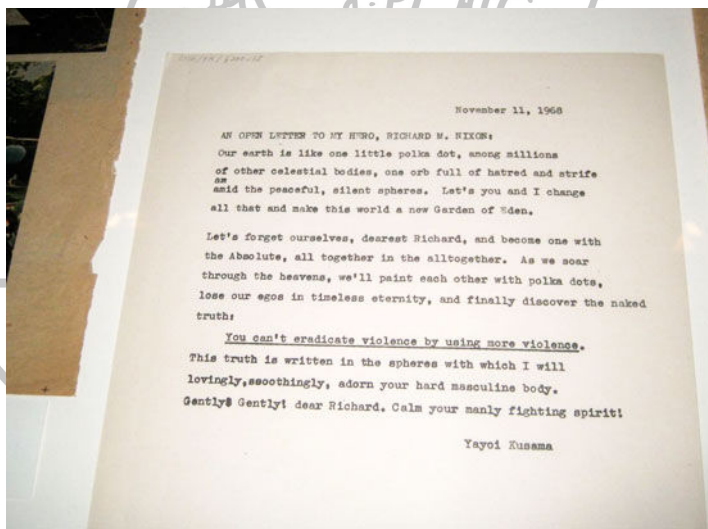 November 11, 1968
AN OPEN LETTER TO MY HERO, RICHARD M. NIXON:
Our earth is like one little polka dot, among millions
of other celestial bodies, one orb full of hatred and strife
am
amid the peaceful, silent spheres. Let's you and I change
all that and make this world a new Garden of Eden.
Let's forget ourselves, dearest Richard, and become one with
the Absolute, all together in the alltogether. As we soar
through the heavens, we'll paint each other with polka dots,
lose our egos in timeless eternity, and finally discover the naked
truth:
You can't eradicate violence by using more violence.
This truth is written in the spheres with which I will
lovingly,ssoothingly, adorn your hard masculine body.
Gently! Gently! dear Richard. Calm your manly fighting spirit!
Yayoi Kusama